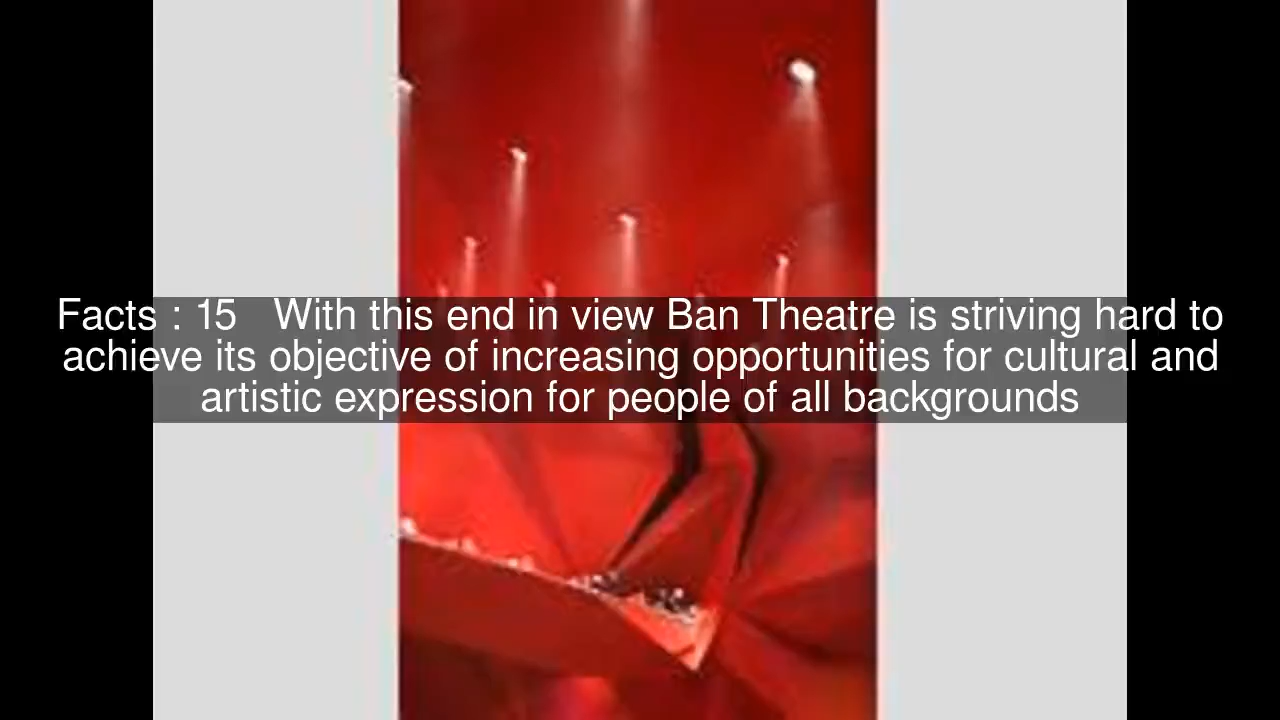 Facts : 15   With this end in view Ban Theatre is striving hard to
achieve its objective of increasing opportunities for cultural and
artistic expression for people of all backgrounds